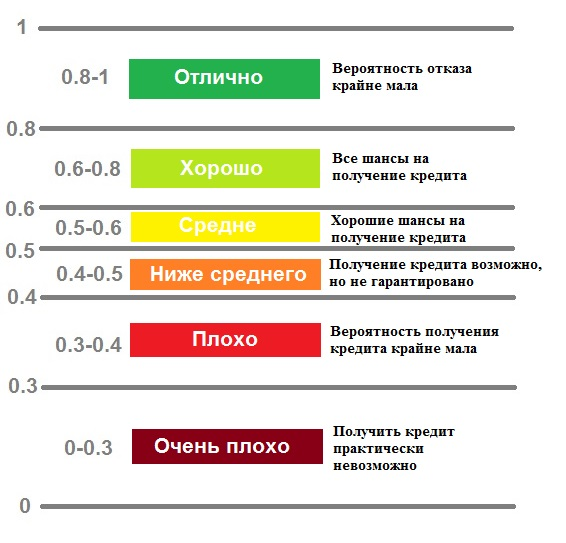 1
0.8-1
Отлично
Вероятность отказа
крайне мала
0.8
0.6-0.8
Хорошо
Все шансы на
получение кредита
0.6
0.5-0.6
Средне
Хорошие шансы на
получение кредита
0.5
0.4-0.5
Ниже среднего
Получение кредита возможно,
но не гарантировано
0.4
0.3-0.4
Плохо
Вероятность получения
кредита крайне мала
0.3
0-0.3
Очень плохо
Получить кредит
практически
невозможно
0